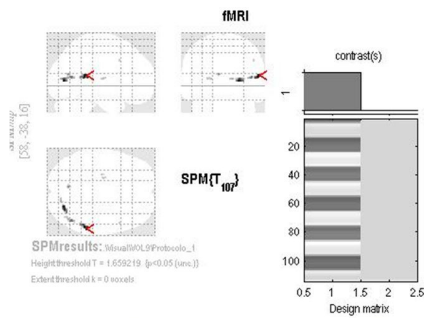 fMRI
contrast(s)
1
[58, -38, 16]
SPM{T107}
20
40
60
80
100
0.5 1 1.5 2 2.5
Design matrix
SPMresults: .\Visual\VOL9\Protocolo_1
Height threshold T = 1.659219 {p<0.05 (unc.)}
Extent threshold k = 0 voxels